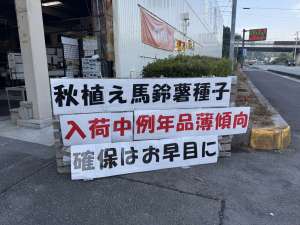 秋植え馬鈴薯種子
入荷中例年品薄傾向
確保はお早目に